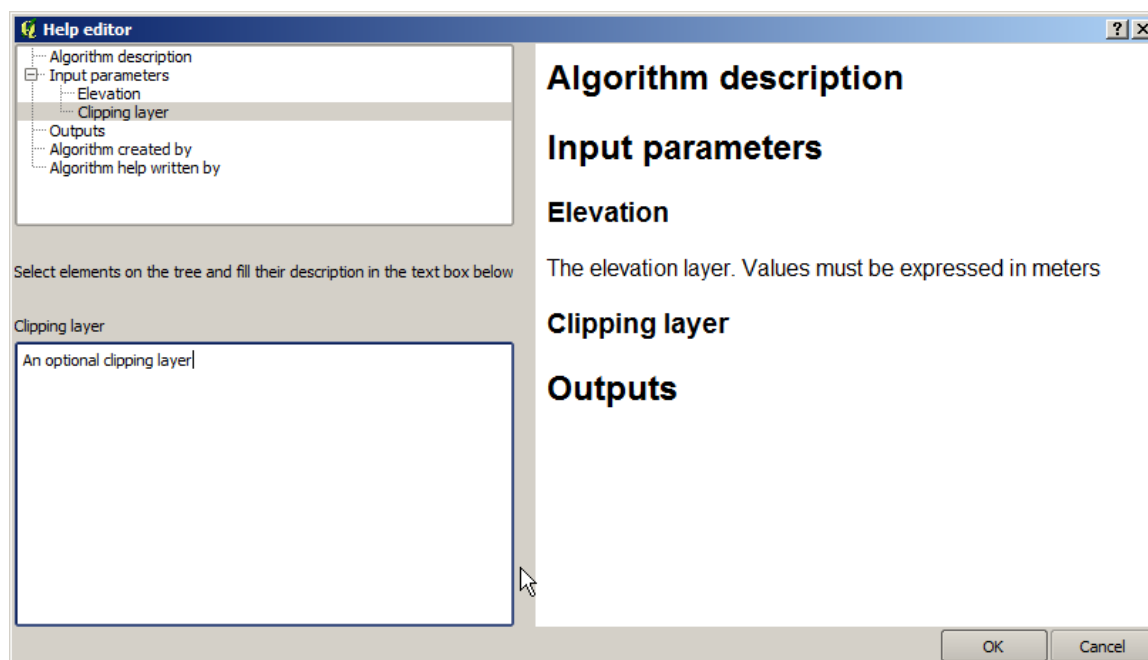 Help editor
Algorithm description
Input parameters
Elevation
Clipping layer
Outputs
Algorithm created by
Algorithm help written by
Select elements on the tree and fill their description in the text box below
Clipping layer
An optional clipping layer
Algorithm description
Input parameters
Elevation
The elevation layer. Values must be expressed in meters
Clipping layer
Outputs
OK
Cancel